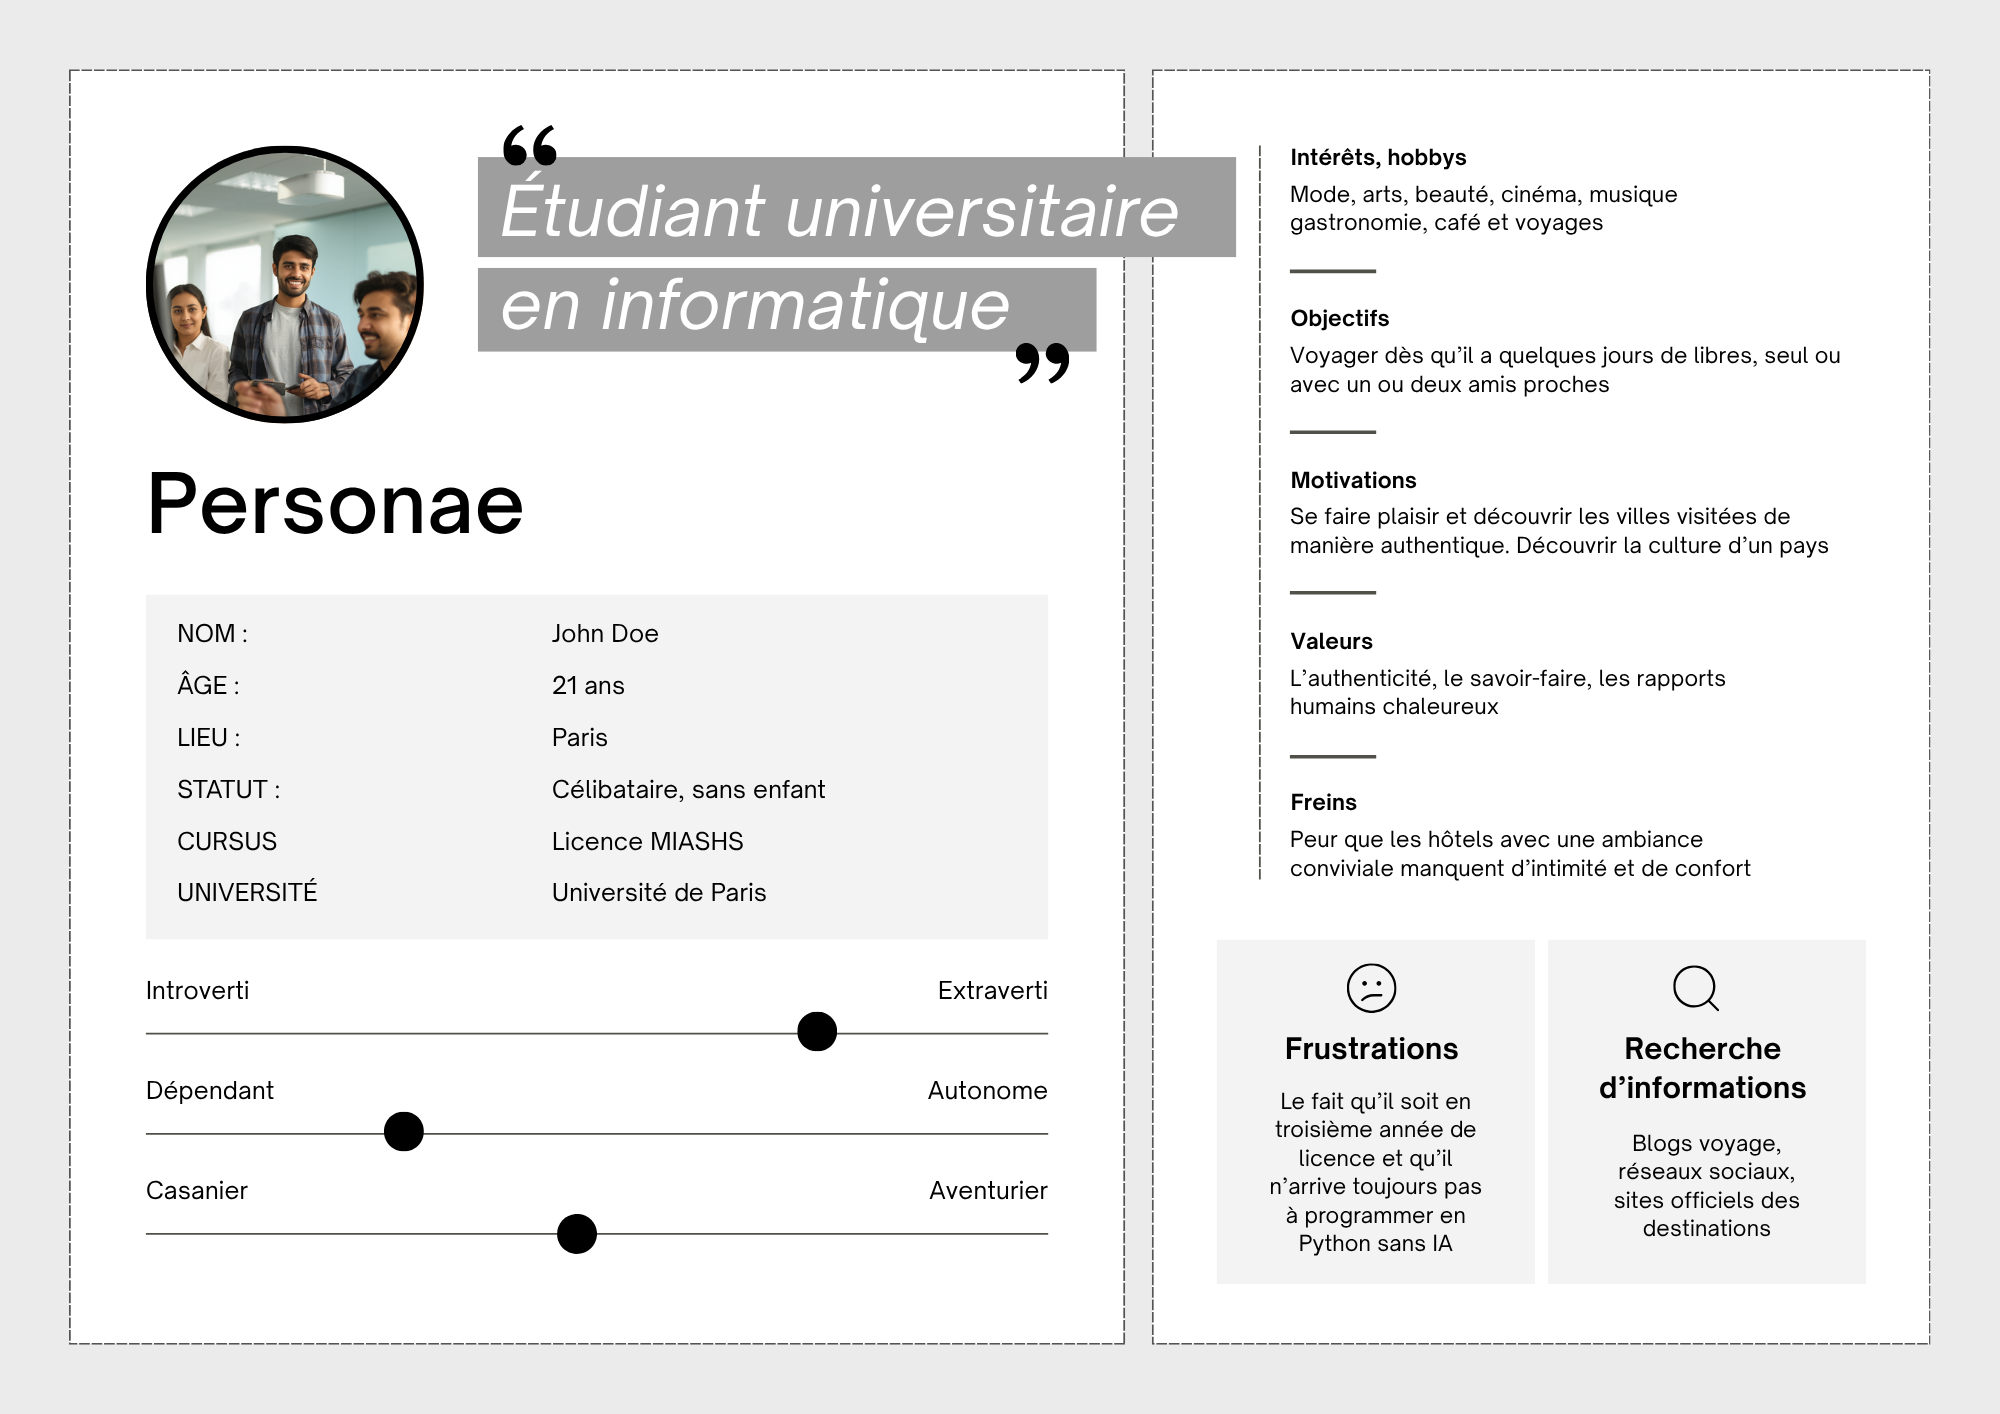 “
Étudiant universitaire
en informatique
”
Personae
NOM : John Doe
ÂGE : 21 ans
LIEU : Paris
STATUT : Célibataire, sans enfant
CURSUS Licence MIASHS
UNIVERSITÉ Université de Paris
Introverti Extraverti
Dépendant Autonome
Casanier Aventurier
Intérêts, hobbys
Mode, arts, beauté, cinéma, musique
gastronomie, café et voyages
Objectifs
Voyager dès qu’il a quelques jours de libres, seul ou
avec un ou deux amis proches
Motivations
Se faire plaisir et découvrir les villes visitées de
manière authentique. Découvrir la culture d’un pays
Valeurs
L’authenticité, le savoir-faire, les rapports
humains chaleureux
Freins
Peur que les hôtels avec une ambiance
conviviale manquent d’intimité et de confort
Frustrations
Le fait qu’il soit en
troisième année de
licence et qu’il
n’arrive toujours pas
à programmer en
Python sans IA
Recherche
d’informations
Blogs voyage,
réseaux sociaux,
sites officiels des
destinations